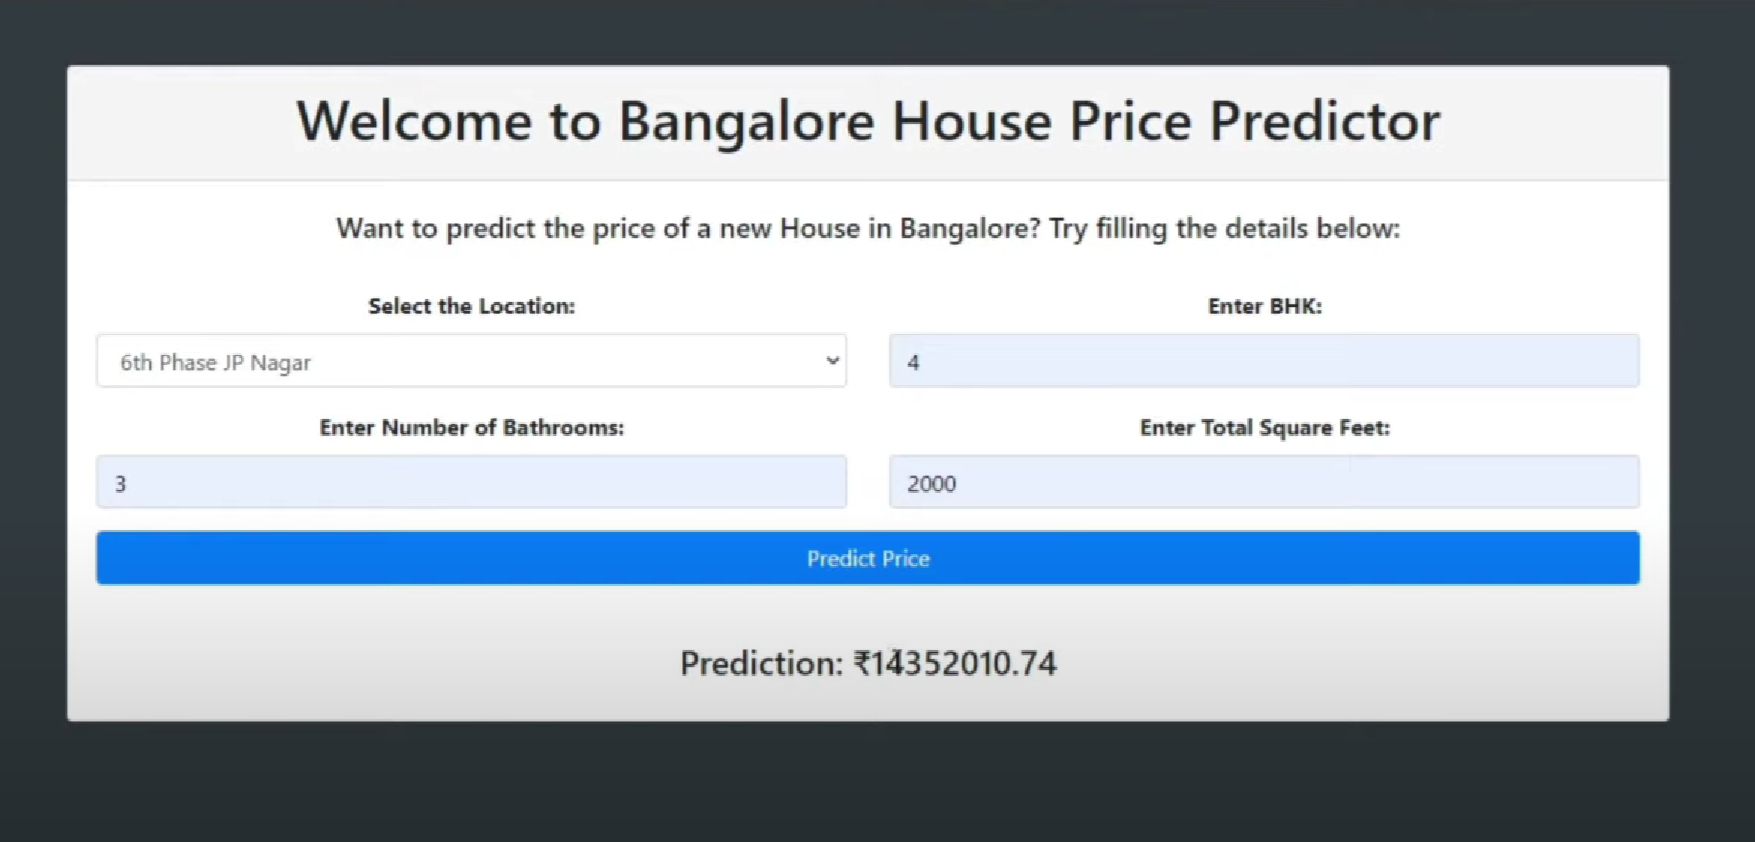 Welcome to Bangalore House Price Predictor
Want to predict the price of a new House in Bangalore? Try filling the details below:
Select the Location:
Enter BHK:
6th Phase JP Nagar
4
Enter Number of Bathrooms:
Enter Total Square Feet:
3
2000
Predict Price
Prediction: ₹14352010.74